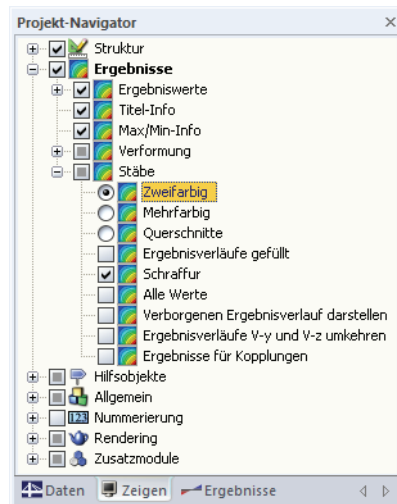 Projekt-Navigator
Struktur
Ergebnisse
Ergebniswerte
Titel-Info
Max/Min-Info
Verformung
Stäbe
Zweifarbig
Mehrfarbig
Querschnitte
Ergebnisverläufe gefüllt
Schraffur
Alle Werte
Verborgenen Ergebnisverlauf darstellen
Ergebnisverläufe V-y und V-z umkehren
Ergebnisse für Kopplungen
Hilfsobjekte
Allgemein
123 Nummerierung
Rendering
Zusatzmodule
Daten Zeigen Ergebnisse